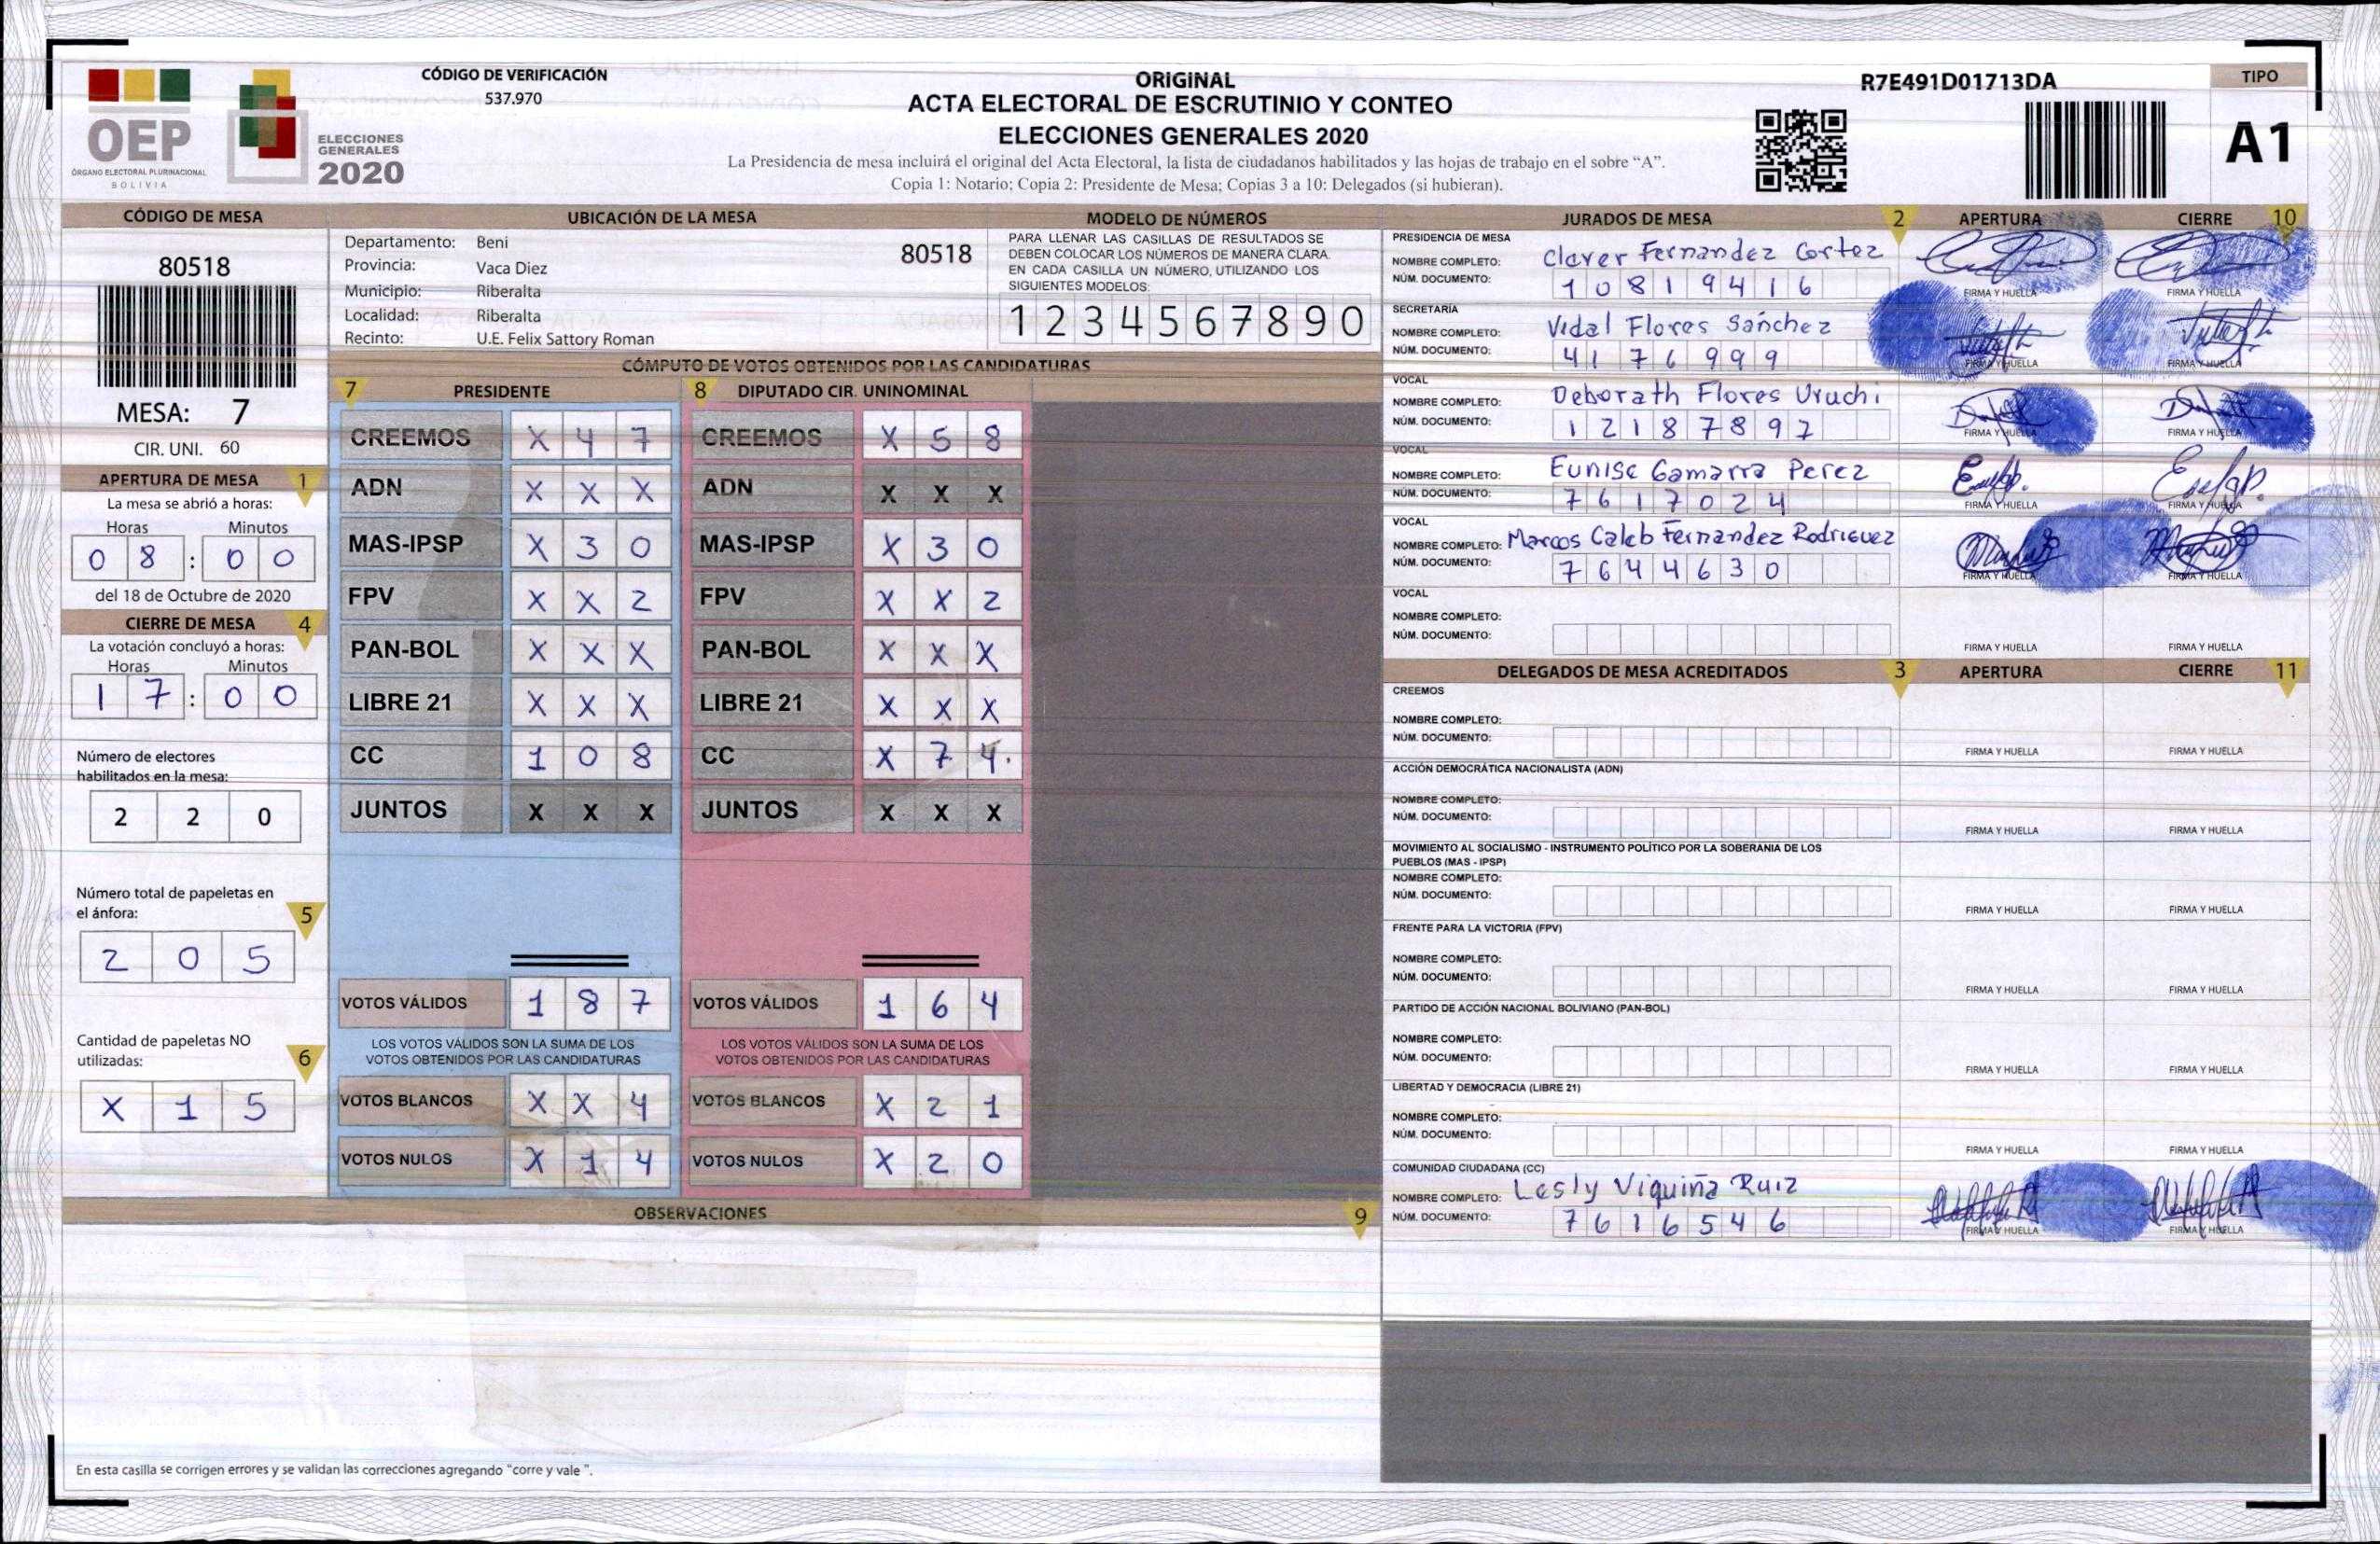 OEP
ÓRGANO ELECTORAL PLURINACIONAL
BOLIVIA
ELECCIONES
GENERALES
2020
CÓDIGO DE VERIFICACIÓN
537.970
ORIGINAL
ACTA ELECTORAL DE ESCRUTINIO Y CONTEO
ELECCIONES GENERALES 2020
La Presidencia de mesa incluirá el original del Acta Electoral, la lista de ciudadanos habilitados y las hojas de trabajo en el sobre “A”.
Copia 1: Notario; Copia 2: Presidente de Mesa; Copias 3 a 10: Delegados (si hubieran).
R7E491D01713DA
TIPO
A1
CÓDIGO DE MESA
80518
MESA: 7
CIR. UNI. 60
APERTURA DE MESA 1
La mesa se abrió a horas:
Horas Minutos
0 8 : 0 0
del 18 de Octubre de 2020
CIERRE DE MESA 4
La votación concluyó a horas:
Horas Minutos
1 7 : 0 0
Número de electores
habilitados en la mesa:
2 2 0
Número total de papeletas en
el ánfora: 5
2 0 5
Cantidad de papeletas NO
utilizadas: 6
X 1 5
UBICACIÓN DE LA MESA
Departamento: Beni
Provincia: Vaca Diez
Municipio: Riberalta
Localidad: Riberalta
Recinto: U.E. Felix Sattory Roman
80518
MODELO DE NÚMEROS
PARA LLENAR LAS CASILLAS DE RESULTADOS SE
DEBEN COLOCAR LOS NÚMEROS DE MANERA CLARA.
EN CADA CASILLA UN NÚMERO, UTILIZANDO LOS
SIGUIENTES MODELOS:
1 2 3 4 5 6 7 8 9 0
CÓMPUTO DE VOTOS OBTENIDOS POR LAS CANDIDATURAS
7 PRESIDENTE
CREEMOS X 4 7
ADN X X X
MAS-IPSP X 3 0
FPV X X 2
PAN-BOL X X X
LIBRE 21 X X X
CC 1 0 8
JUNTOS X X X
VOTOS VÁLIDOS 1 8 7
LOS VOTOS VÁLIDOS SON LA SUMA DE LOS
VOTOS OBTENIDOS POR LAS CANDIDATURAS
VOTOS BLANCOS X X 4
VOTOS NULOS X 1 4
8 DIPUTADO CIR. UNINOMINAL
CREEMOS X 5 8
ADN X X X
MAS-IPSP X 3 0
FPV X X 2
PAN-BOL X X X
LIBRE 21 X X X
CC X 7 4.
JUNTOS X X X
VOTOS VÁLIDOS 1 6 4
LOS VOTOS VÁLIDOS SON LA SUMA DE LOS
VOTOS OBTENIDOS POR LAS CANDIDATURAS
VOTOS BLANCOS X 2 1
VOTOS NULOS X 2 0
OBSERVACIONES 9
En esta casilla se corrigen errores y se validan las correcciones agregando “corre y vale ”.
JURADOS DE MESA 2 APERTURA CIERRE 10
PRESIDENCIA DE MESA
NOMBRE COMPLETO: Claver Fernandez Cortez
NÚM. DOCUMENTO: 1 0 8 1 9 4 1 6
FIRMA Y HUELLA FIRMA Y HUELLA
SECRETARIA
NOMBRE COMPLETO: Vidal Flores Sánchez
NÚM. DOCUMENTO: 4 1 7 6 9 9 9
FIRMA Y HUELLA FIRMA Y HUELLA
VOCAL
NOMBRE COMPLETO: Deborath Flores Uruchi
NÚM. DOCUMENTO: 1 2 1 8 7 8 9 7
FIRMA Y HUELLA FIRMA Y HUELLA
VOCAL
NOMBRE COMPLETO: Eunise Gamarra Perez
NÚM. DOCUMENTO: 7 6 1 7 0 2 4
FIRMA Y HUELLA FIRMA Y HUELLA
VOCAL
NOMBRE COMPLETO: Marcos Caleb Fernandez Rodriguez
NÚM. DOCUMENTO: 7 6 4 4 6 3 0
FIRMA Y HUELLA FIRMA Y HUELLA
VOCAL
NOMBRE COMPLETO:
NÚM. DOCUMENTO:
FIRMA Y HUELLA FIRMA Y HUELLA
DELEGADOS DE MESA ACREDITADOS 3 APERTURA CIERRE 11
CREEMOS
NOMBRE COMPLETO:
NÚM. DOCUMENTO:
FIRMA Y HUELLA FIRMA Y HUELLA
ACCIÓN DEMOCRÁTICA NACIONALISTA (ADN)
NOMBRE COMPLETO:
NÚM. DOCUMENTO:
FIRMA Y HUELLA FIRMA Y HUELLA
MOVIMIENTO AL SOCIALISMO - INSTRUMENTO POLÍTICO POR LA SOBERANIA DE LOS
PUEBLOS (MAS - IPSP)
NOMBRE COMPLETO:
NÚM. DOCUMENTO:
FIRMA Y HUELLA FIRMA Y HUELLA
FRENTE PARA LA VICTORIA (FPV)
NOMBRE COMPLETO:
NÚM. DOCUMENTO:
FIRMA Y HUELLA FIRMA Y HUELLA
PARTIDO DE ACCIÓN NACIONAL BOLIVIANO (PAN-BOL)
NOMBRE COMPLETO:
NÚM. DOCUMENTO:
FIRMA Y HUELLA FIRMA Y HUELLA
LIBERTAD Y DEMOCRACIA (LIBRE 21)
NOMBRE COMPLETO:
NÚM. DOCUMENTO:
FIRMA Y HUELLA FIRMA Y HUELLA
COMUNIDAD CIUDADANA (CC)
NOMBRE COMPLETO: Lesly Viquiña Ruiz
NÚM. DOCUMENTO: 7 6 1 6 5 4 6
FIRMA Y HUELLA FIRMA Y HUELLA